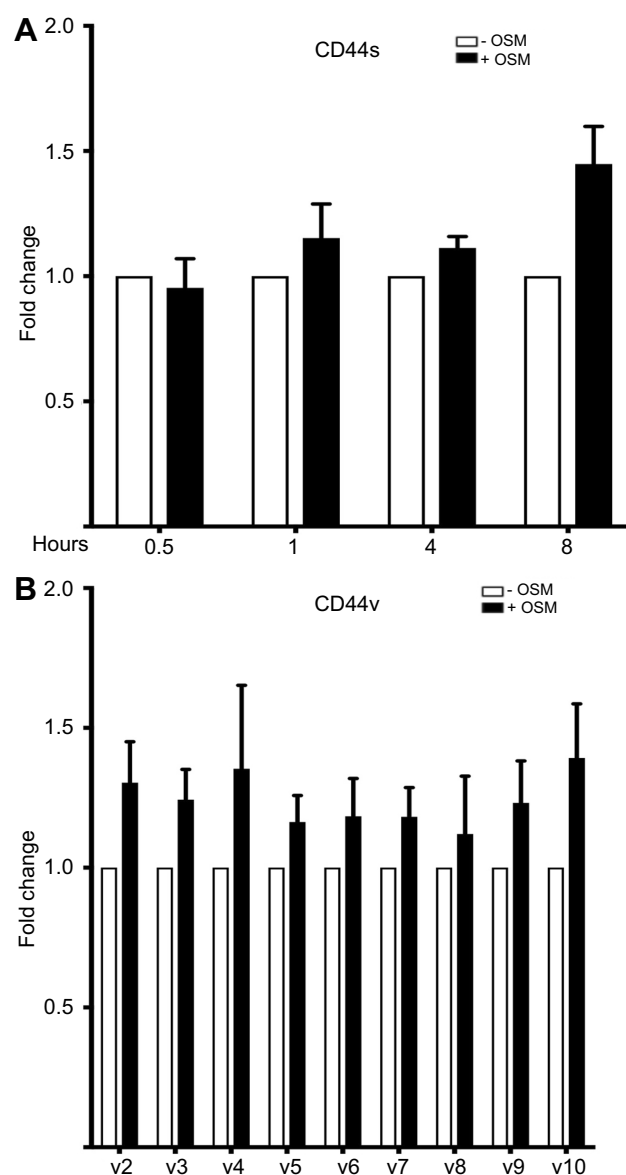 A
CD44s
- OSM
+ OSM
2.0
1.5
1.0
0.5
Fold change
Hours 0.5 1 4 8
B
CD44v
- OSM
+ OSM
2.0
1.5
1.0
0.5
Fold change
v2 v3 v4 v5 v6 v7 v8 v9 v10